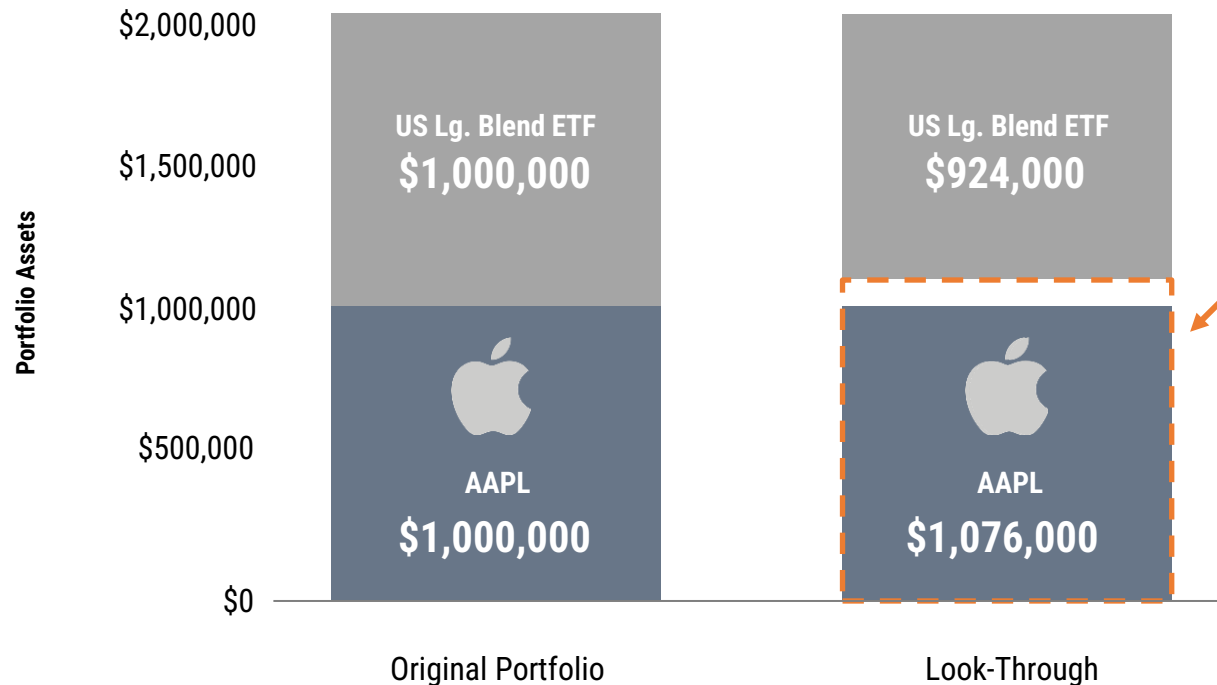 Portfolio Assets
$2,000,000
$1,500,000
$1,000,000
$500,000
$0
US Lg. Blend ETF
$1,000,000
AAPL
$1,000,000
US Lg. Blend ETF
$924,000
AAPL
$1,076,000
Original Portfolio
Look-Through